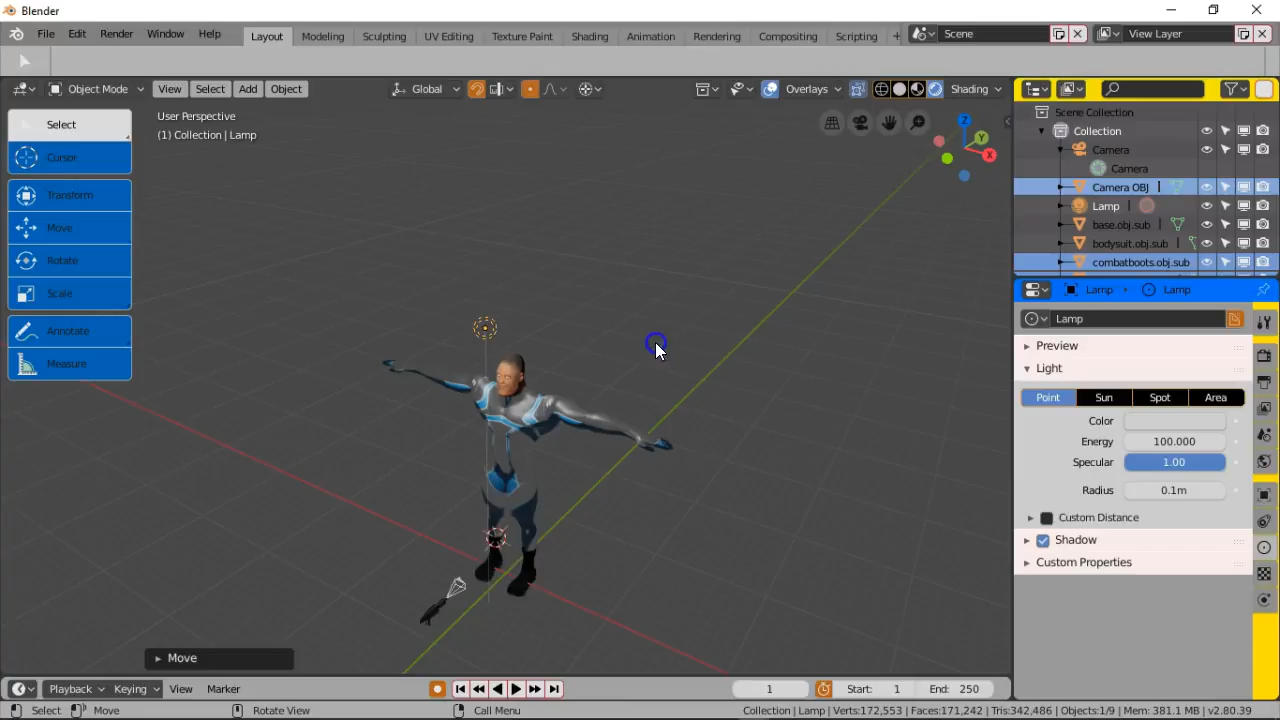 Blender
File Edit Render Window Help Layout Modeling Sculpting UV Editing Texture Paint Shading Animation Rendering Compositing Scripting + Scene View Layer
Object Mode View Select Add Object Global Overlays Shading
User Perspective
(1) Collection | Lamp
Select
Cursor
Transform
Move
Rotate
Scale
Annotate
Measure
Z
Y
X
Scene Collection
Collection
Camera
Camera
Camera OBJ
Lamp
base.obj.sub
bodysuit.obj.sub
combatboots.obj.sub
Lamp Lamp
Lamp
Preview
Light
Point Sun Spot Area
Color
Energy 100.000
Specular 1.00
Radius 0.1m
Custom Distance
Shadow
Custom Properties
Move
Playback Keying View Marker 1 Start: 1 End: 250
Select Move Rotate View Call Menu Collection | Lamp | Verts:172,553 | Faces:171,242 | Tris:342,486 | Objects:1/9 | Mem: 381.1 MB | v2.80.39